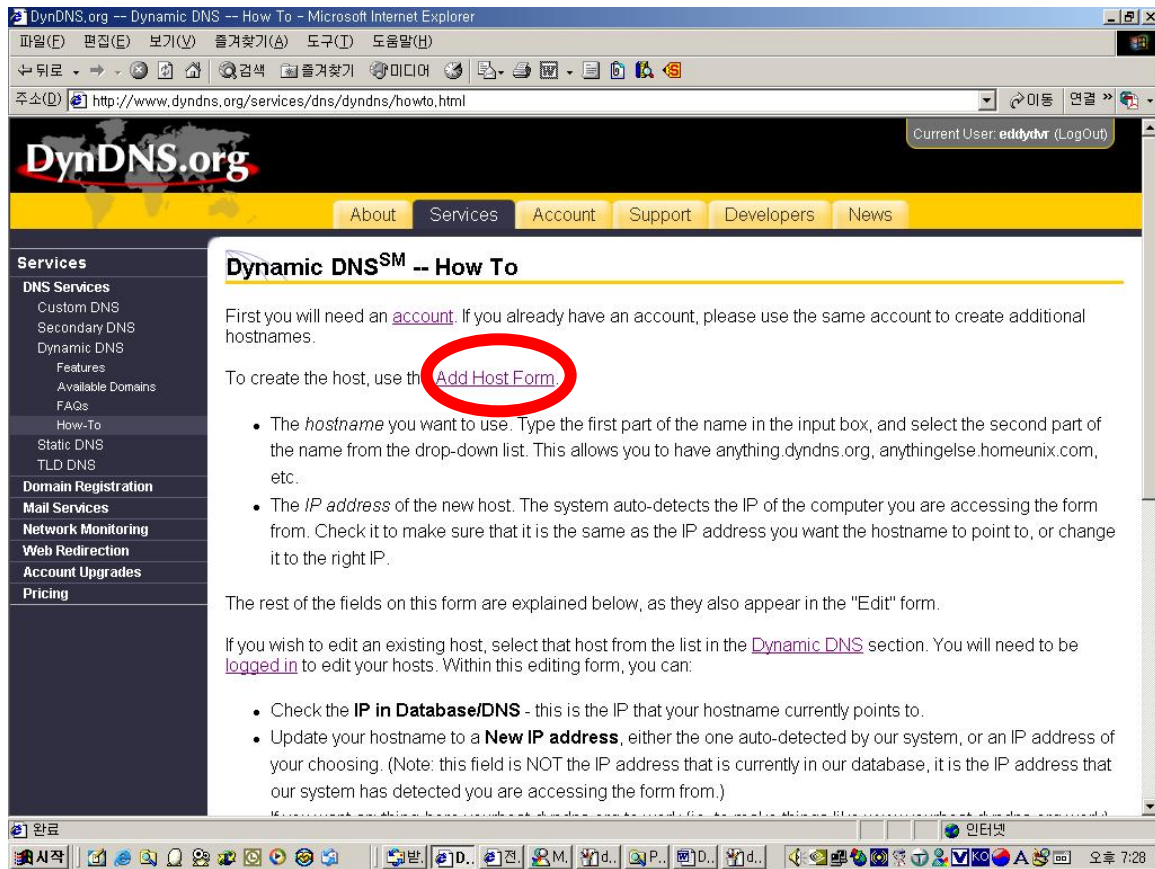 DynDNS.org -- Dynamic DNS -- How To - Microsoft Internet Explorer
파일(F) 편집(E) 보기(V) 즐겨찾기(A) 도구(T) 도움말(H)
뒤로 검색 즐겨찾기 미디어
주소(D) http://www.dyndns.org/services/dns/dyndns/howto.html 이동 연결 »
DynDNS.org
Current User: eddydvr (LogOut)
About Services Account Support Developers News
Services
DNS Services
Custom DNS
Secondary DNS
Dynamic DNS
Features
Available Domains
FAQs
How-To
Static DNS
TLD DNS
Domain Registration
Mail Services
Network Monitoring
Web Redirection
Account Upgrades
Pricing
Dynamic DNS SM -- How To
First you will need an account. If you already have an account, please use the same account to create additional
hostnames.
To create the host, use th Add Host Form.
• The hostname you want to use. Type the first part of the name in the input box, and select the second part of
the name from the drop-down list. This allows you to have anything.dyndns.org, anythingelse.homeunix.com,
etc.
• The IP address of the new host. The system auto-detects the IP of the computer you are accessing the form
from. Check it to make sure that it is the same as the IP address you want the hostname to point to, or change
it to the right IP.
The rest of the fields on this form are explained below, as they also appear in the "Edit" form.
If you wish to edit an existing host, select that host from the list in the Dynamic DNS section. You will need to be
logged in to edit your hosts. Within this editing form, you can:
• Check the IP in Database/DNS - this is the IP that your hostname currently points to.
• Update your hostname to a New IP address, either the one auto-detected by our system, or an IP address of
your choosing. (Note: this field is NOT the IP address that is currently in our database, it is the IP address that
our system has detected you are accessing the form from.)
완료 인터넷
시작 받.. D.. 전.. M.. d.. P.. D.. d.. KO A 오후 7:28